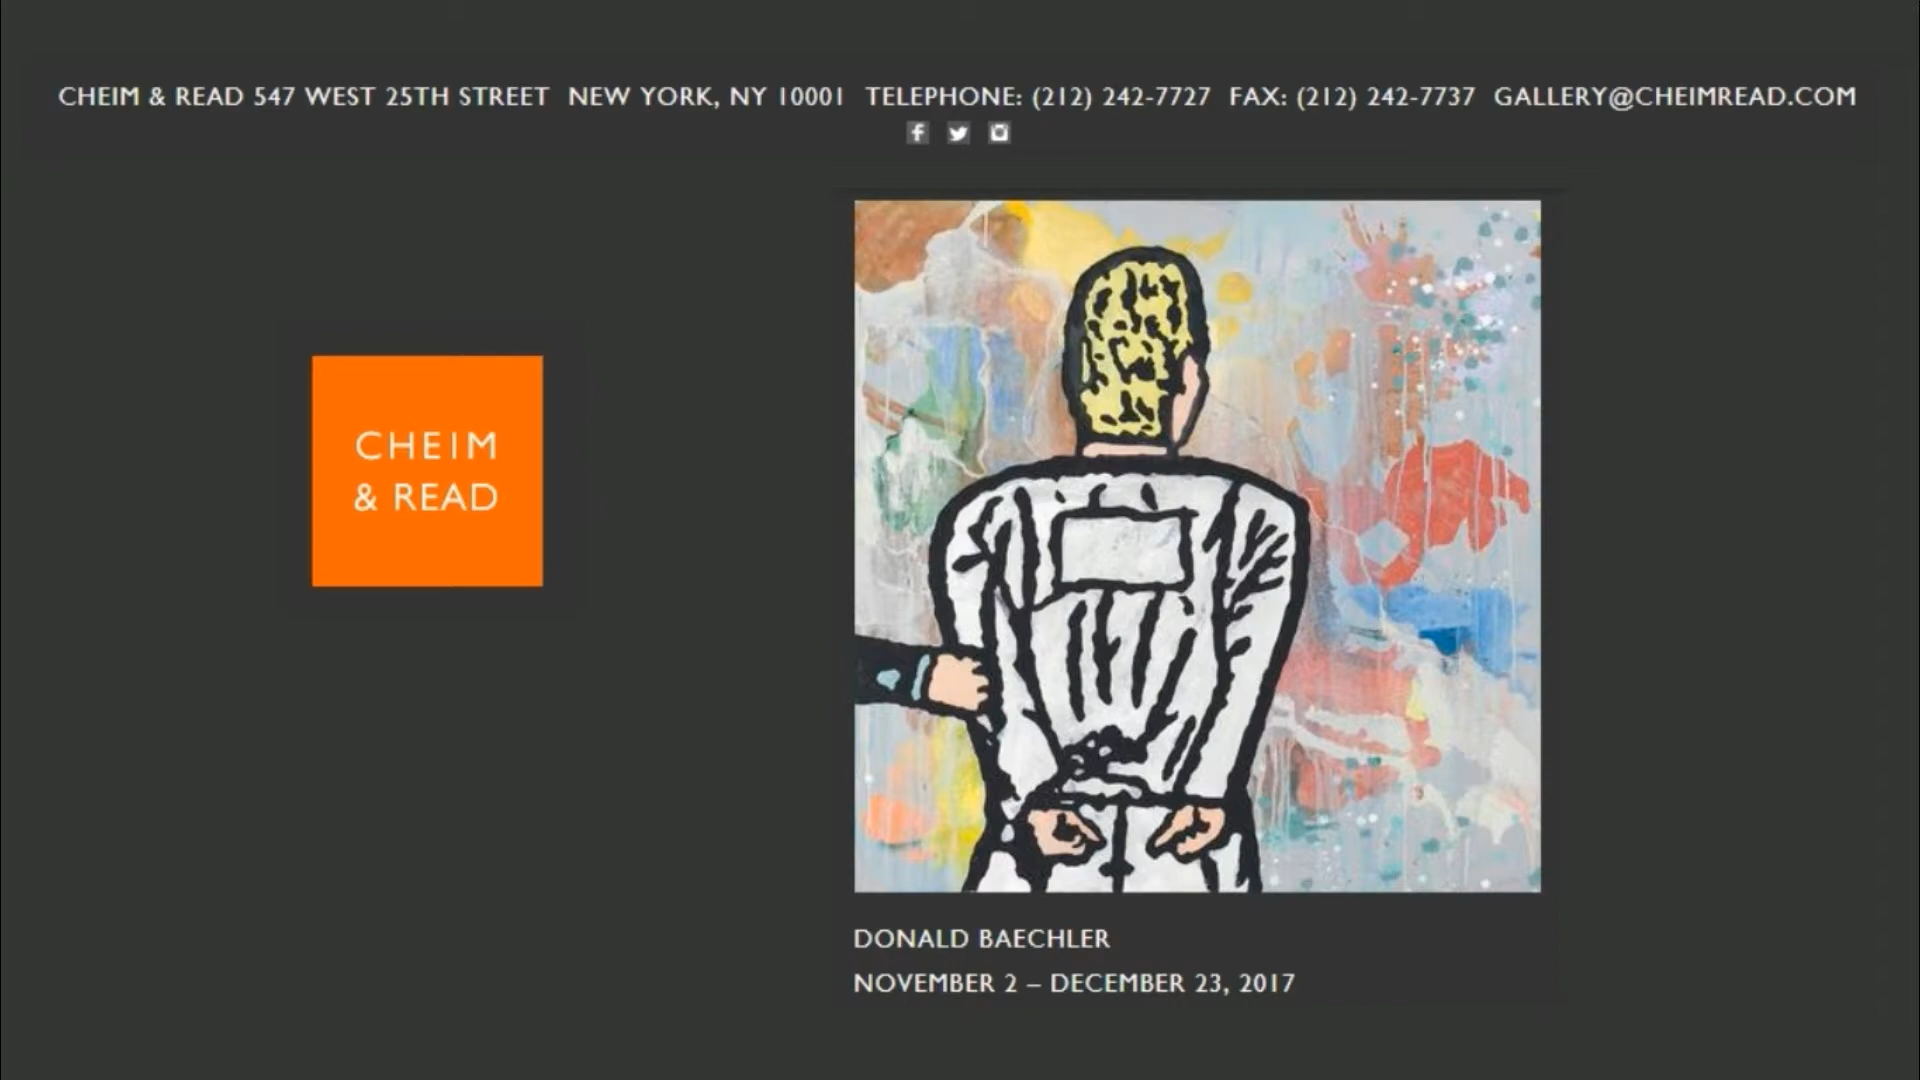 CHEIM & READ 547 WEST 25TH STREET NEW YORK, NY 10001 TELEPHONE: (212) 242-7727 FAX: (212) 242-7737 GALLERY@CHEIMREAD.COM
CHEIM
& READ
DONALD BAECHLER
NOVEMBER 2 – DECEMBER 23, 2017